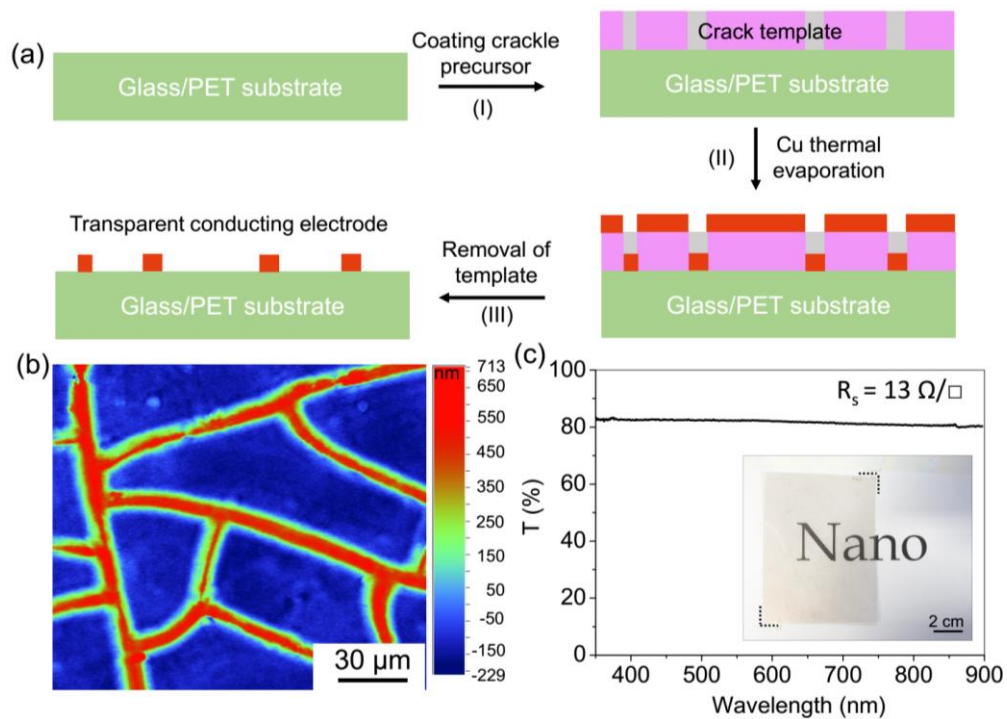 (a)
Glass/PET substrate
Coating crackle
precursor
(I)
Crack template
Glass/PET substrate
(II)
Cu thermal
evaporation
Transparent conducting electrode
Glass/PET substrate
Removal of
template
(III)
Glass/PET substrate
(b)
nm
713
650
550
450
350
250
150
50
-50
-150
-229
30 µm
(c)
T (%)
100
80
60
40
20
0
Rs = 13 Ω/□
Nano
2 cm
400 500 600 700 800 900
Wavelength (nm)